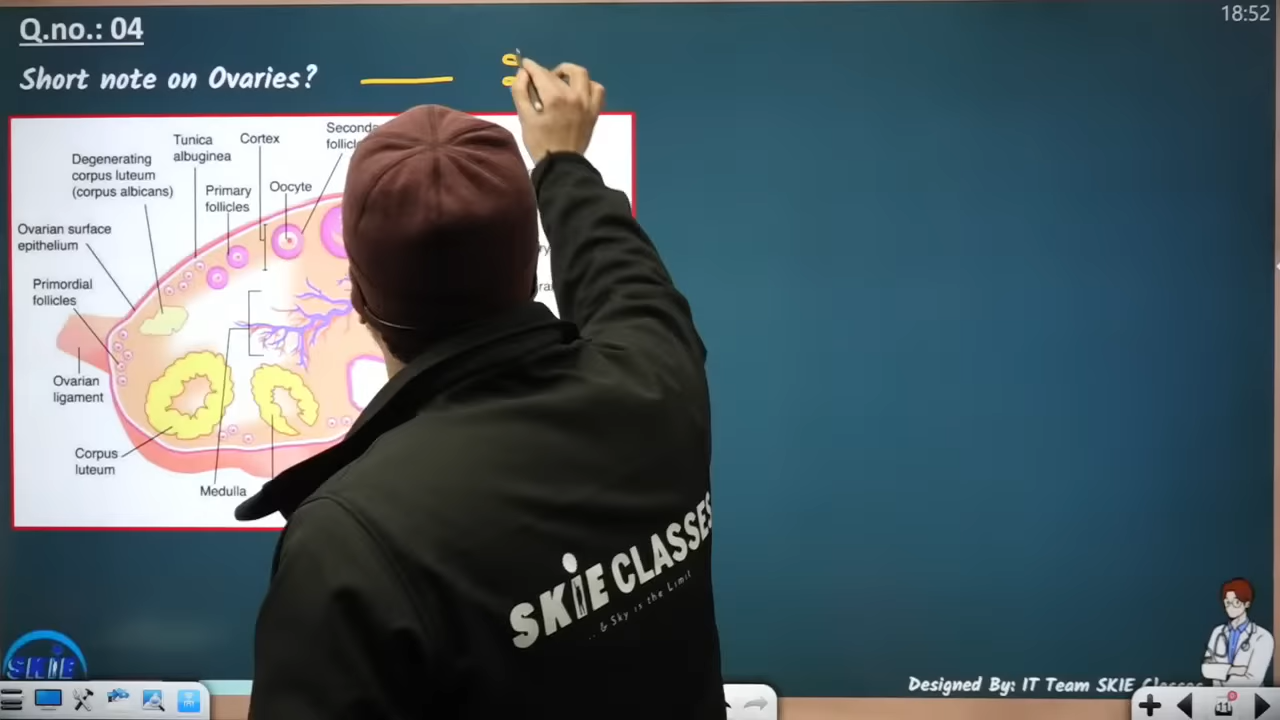 Q.no.: 04
18:52
Short note on Ovaries?
Tunica
albuginea
Cortex
Degenerating
corpus luteum
(corpus albicans)
Primary
follicles
Oocyte
Ovarian surface
epithelium
Primordial
follicles
Ovarian
ligament
Corpus
luteum
Medulla
SKIE CLASSES
.. & Sky is the Limit
SKIE
Designed By: IT Team SKIE
11